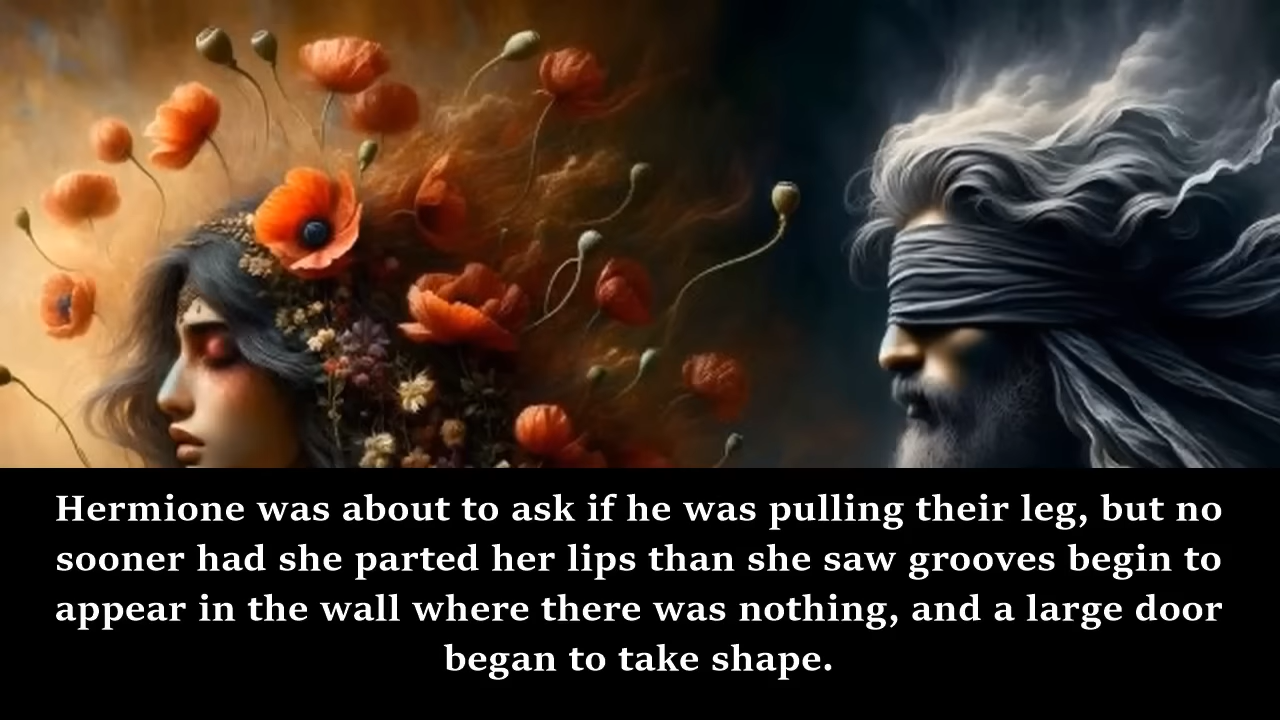 Hermione was about to ask if he was pulling their leg, but no
sooner had she parted her lips than she saw grooves begin to
appear in the wall where there was nothing, and a large door
began to take shape.